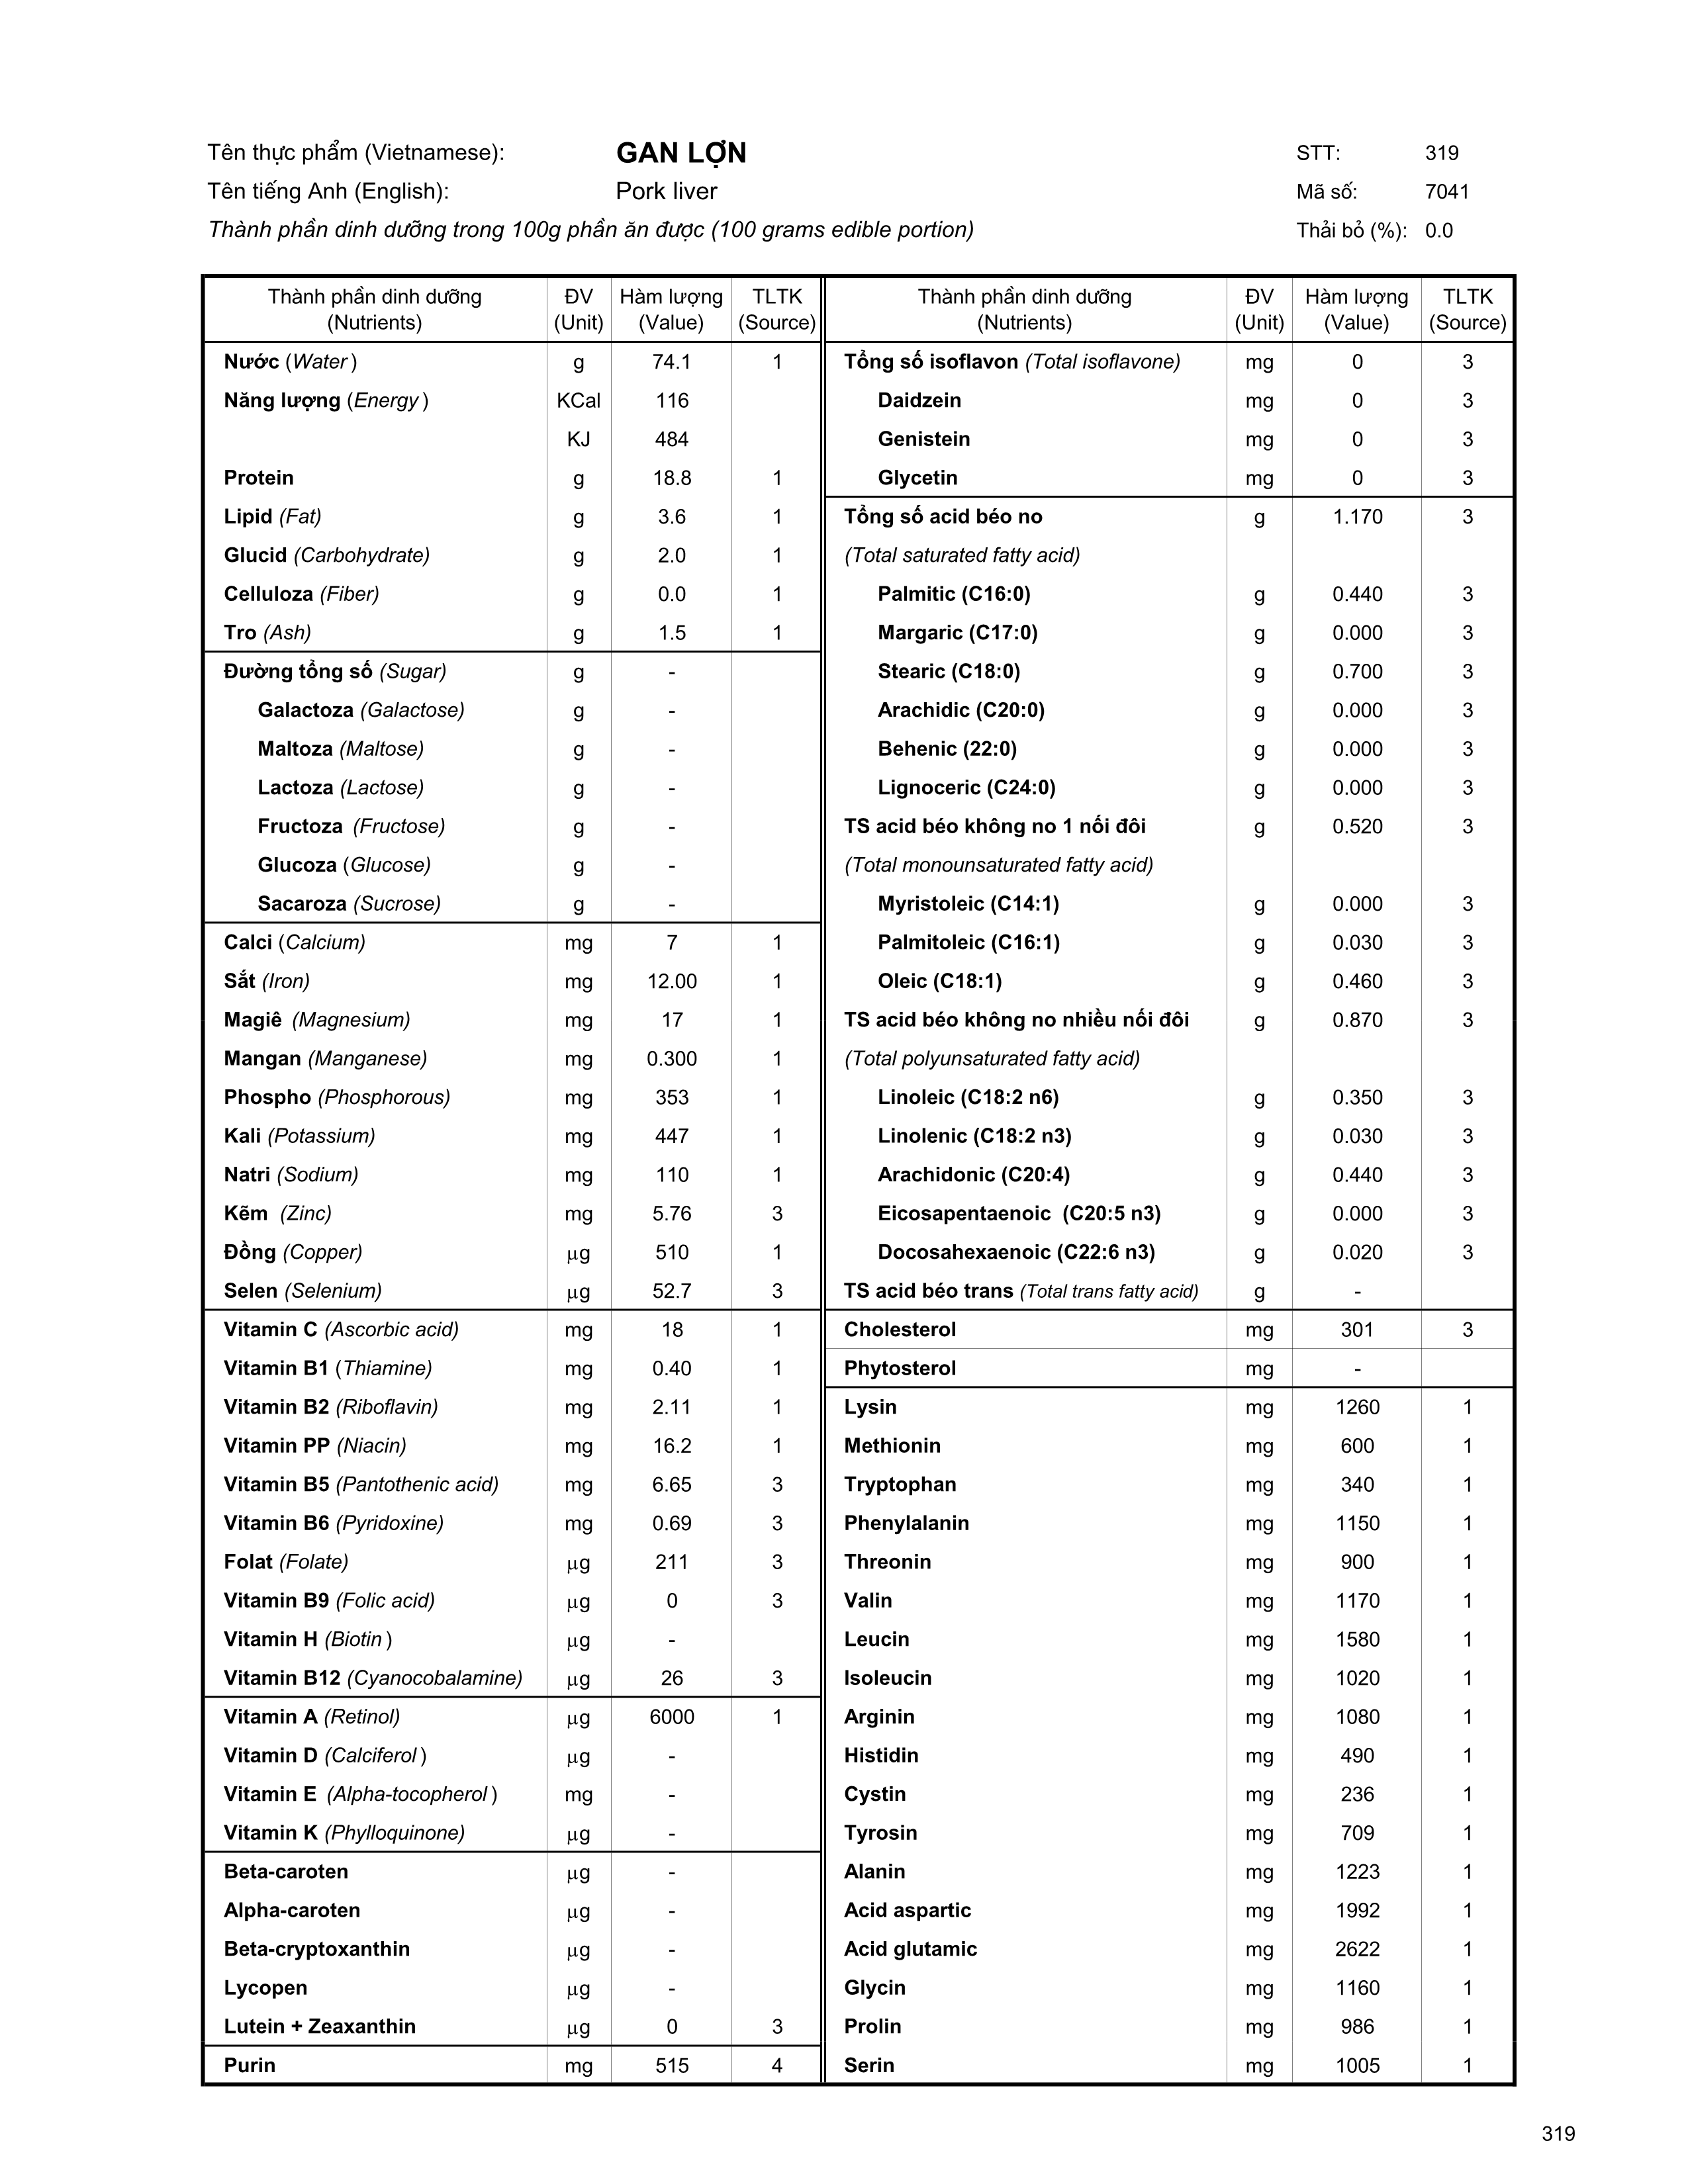 Tên thực phẩm (Vietnamese): GAN LỢN STT: 319
Tên tiếng Anh (English): Pork liver Mã số: 7041
Thành phần dinh dưỡng trong 100g phần ăn được (100 grams edible portion) Thải bỏ (%): 0.0
Thành phần dinh dưỡng (Nutrients) ĐV (Unit) Hàm lượng (Value) TLTK (Source)
Nước (Water) g 74.1 1
Năng lượng (Energy) KCal 116
KJ 484
Protein g 18.8 1
Lipid (Fat) g 3.6 1
Glucid (Carbohydrate) g 2.0 1
Celluloza (Fiber) g 0.0 1
Tro (Ash) g 1.5 1
Đường tổng số (Sugar) g -
Galactoza (Galactose) g -
Maltoza (Maltose) g -
Lactoza (Lactose) g -
Fructoza (Fructose) g -
Glucoza (Glucose) g -
Sacaroza (Sucrose) g -
Calci (Calcium) mg 7 1
Sắt (Iron) mg 12.00 1
Magiê (Magnesium) mg 17 1
Mangan (Manganese) mg 0.300 1
Phospho (Phosphorous) mg 353 1
Kali (Potassium) mg 447 1
Natri (Sodium) mg 110 1
Kẽm (Zinc) mg 5.76 3
Đồng (Copper) µg 510 1
Selen (Selenium) µg 52.7 3
Vitamin C (Ascorbic acid) mg 18 1
Vitamin B1 (Thiamine) mg 0.40 1
Vitamin B2 (Riboflavin) mg 2.11 1
Vitamin PP (Niacin) mg 16.2 1
Vitamin B5 (Pantothenic acid) mg 6.65 3
Vitamin B6 (Pyridoxine) mg 0.69 3
Folat (Folate) µg 211 3
Vitamin B9 (Folic acid) µg 0 3
Vitamin H (Biotin) µg -
Vitamin B12 (Cyanocobalamine) µg 26 3
Vitamin A (Retinol) µg 6000 1
Vitamin D (Calciferol) µg -
Vitamin E (Alpha-tocopherol) mg -
Vitamin K (Phylloquinone) µg -
Beta-caroten µg -
Alpha-caroten µg -
Beta-cryptoxanthin µg -
Lycopen µg -
Lutein + Zeaxanthin µg 0 3
Purin mg 515 4
Thành phần dinh dưỡng (Nutrients) ĐV (Unit) Hàm lượng (Value) TLTK (Source)
Tổng số isoflavon (Total isoflavone) mg 0 3
Daidzein mg 0 3
Genistein mg 0 3
Glycetin mg 0 3
Tổng số acid béo no g 1.170 3
(Total saturated fatty acid)
Palmitic (C16:0) g 0.440 3
Margaric (C17:0) g 0.000 3
Stearic (C18:0) g 0.700 3
Arachidic (C20:0) g 0.000 3
Behenic (22:0) g 0.000 3
Lignoceric (C24:0) g 0.000 3
TS acid béo không no 1 nối đôi g 0.520 3
(Total monounsaturated fatty acid)
Myristoleic (C14:1) g 0.000 3
Palmitoleic (C16:1) g 0.030 3
Oleic (C18:1) g 0.460 3
TS acid béo không no nhiều nối đôi g 0.870 3
(Total polyunsaturated fatty acid)
Linoleic (C18:2 n6) g 0.350 3
Linolenic (C18:2 n3) g 0.030 3
Arachidonic (C20:4) g 0.440 3
Eicosapentaenoic (C20:5 n3) g 0.000 3
Docosahexaenoic (C22:6 n3) g 0.020 3
TS acid béo trans (Total trans fatty acid) g -
Cholesterol mg 301 3
Phytosterol mg -
Lysin mg 1260 1
Methionin mg 600 1
Tryptophan mg 340 1
Phenylalanin mg 1150 1
Threonin mg 900 1
Valin mg 1170 1
Leucin mg 1580 1
Isoleucin mg 1020 1
Arginin mg 1080 1
Histidin mg 490 1
Cystin mg 236 1
Tyrosin mg 709 1
Alanin mg 1223 1
Acid aspartic mg 1992 1
Acid glutamic mg 2622 1
Glycin mg 1160 1
Prolin mg 986 1
Serin mg 1005 1
319